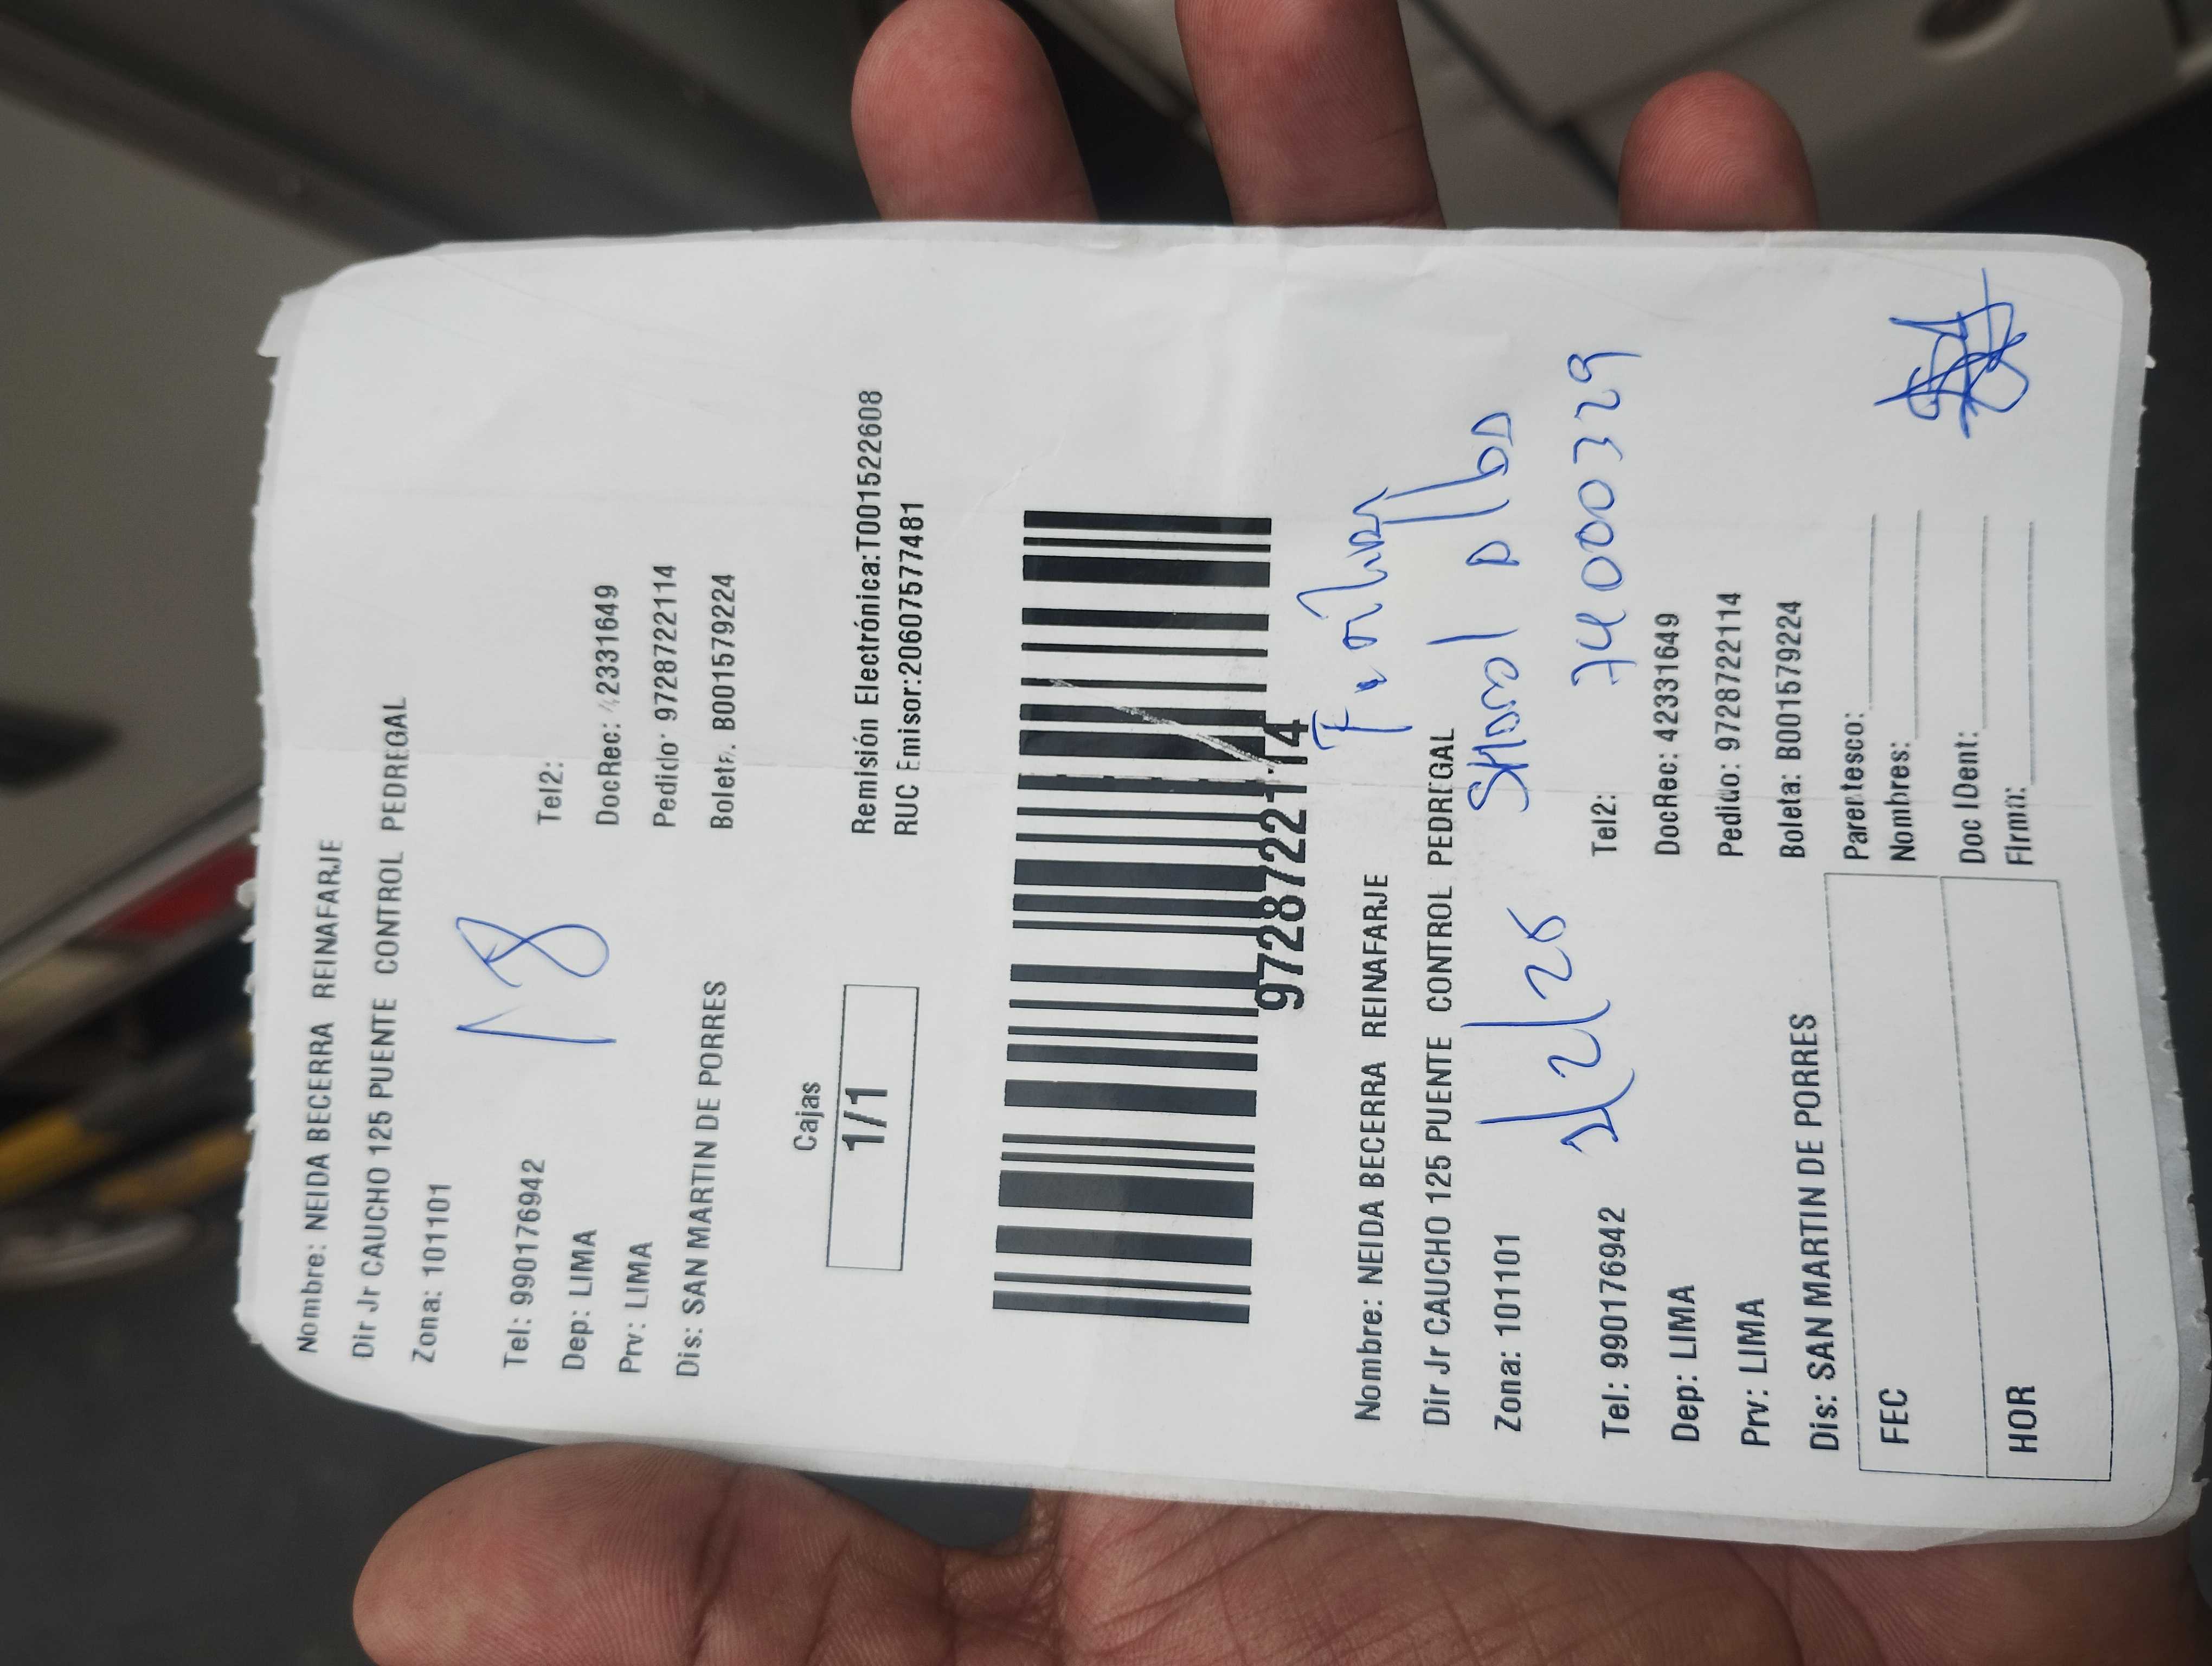 Nombre: NEIDA BECERRA REINAFARJE
Dir Jr CAUCHO 125 PUENTE CONTROL PEDREGAL
Zona: 101101
18
Tel: 990176942 Tel2:
Dep: LIMA DocRec: 42331649
Prv: LIMA Pedido: 9728722114
Dis: SAN MARTIN DE PORRES Boleta: B001579224
Cajas
1/1
Remisión Electrónica:T001522608
RUC Emisor:20607577481
9728722114
Nombre: NEIDA BECERRA REINAFARJE
Dir Jr CAUCHO 125 PUENTE CONTROL PEDREGAL
Zona: 101101
74000329
Tel: 990176942 Tel2:
Dep: LIMA DocRec: 42331649
Prv: LIMA Pedido: 9728722114
Dis: SAN MARTIN DE PORRES Boleta: B001579224
FEC Parentesco:
Nombres:
HOR Doc IDent:
FIrma: